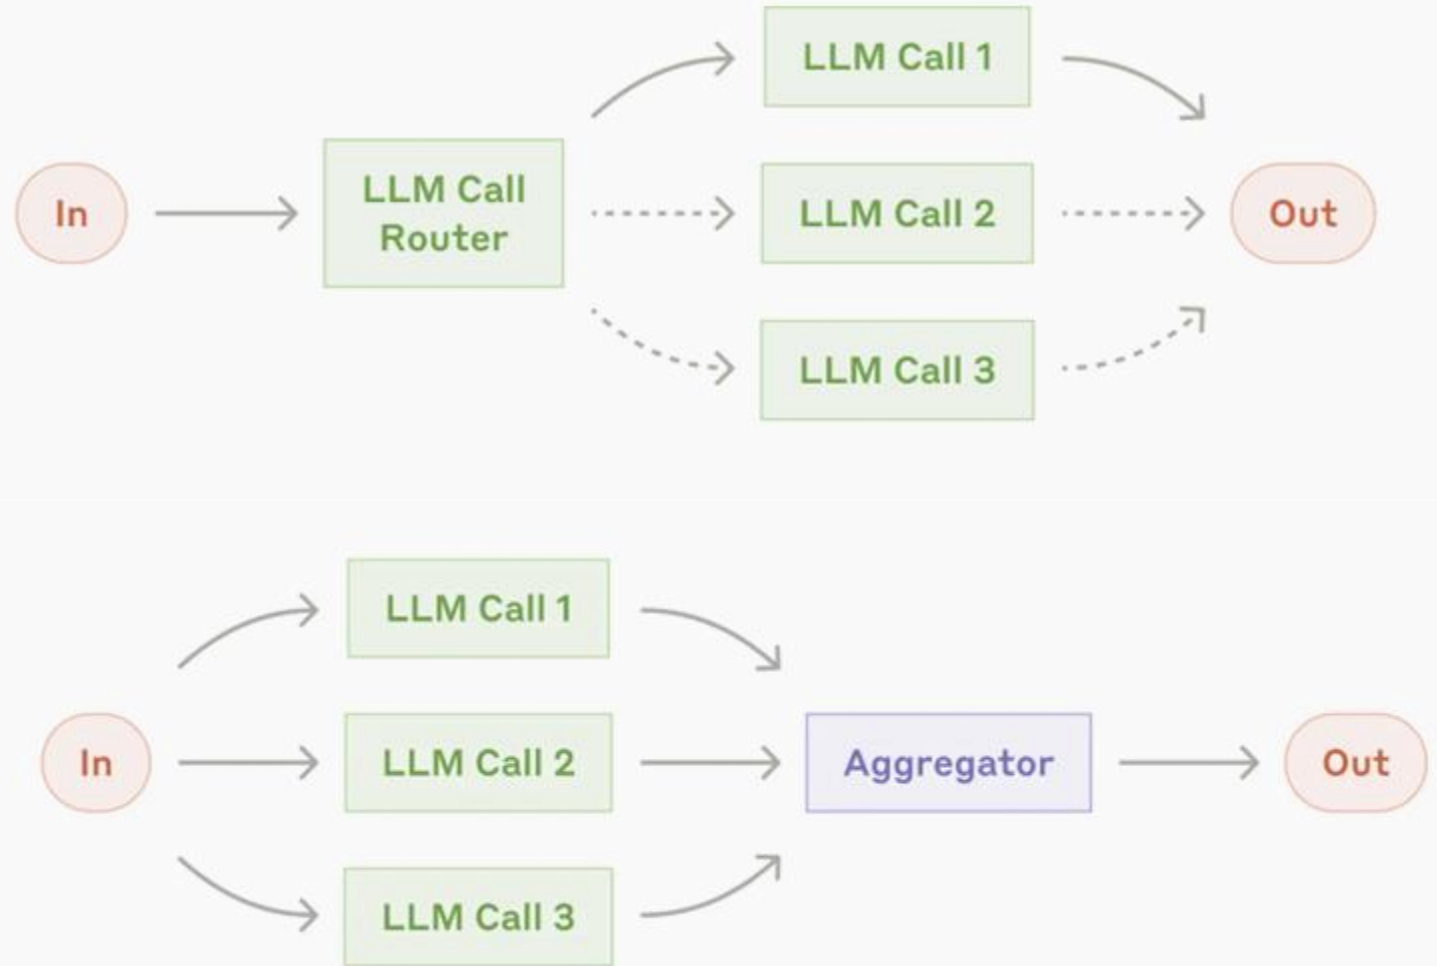 LLM Call 1
In
LLM Call
Router
LLM Call 2
Out
LLM Call 3
LLM Call 1
In
LLM Call 2
Aggregator
Out
LLM Call 3